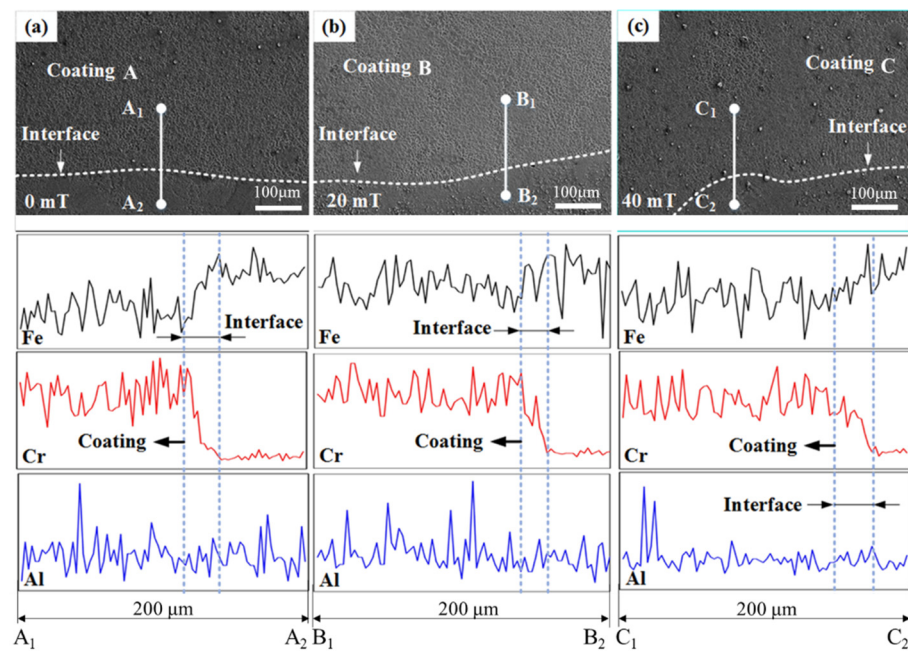 (a)
Coating A
A1
Interface
0 mT
A2
100μm
(b)
Coating B
B1
Interface
20 mT
B2
100μm
(c)
Coating C
C1
Interface
40 mT
C2
100μm
Fe
Interface
Fe
Interface
Fe
Cr
Coating
Cr
Coating
Cr
Coating
Al
Al
Interface
Al
200 μm
200 μm
200 μm
A1
A2
B1
B2
C1
C2